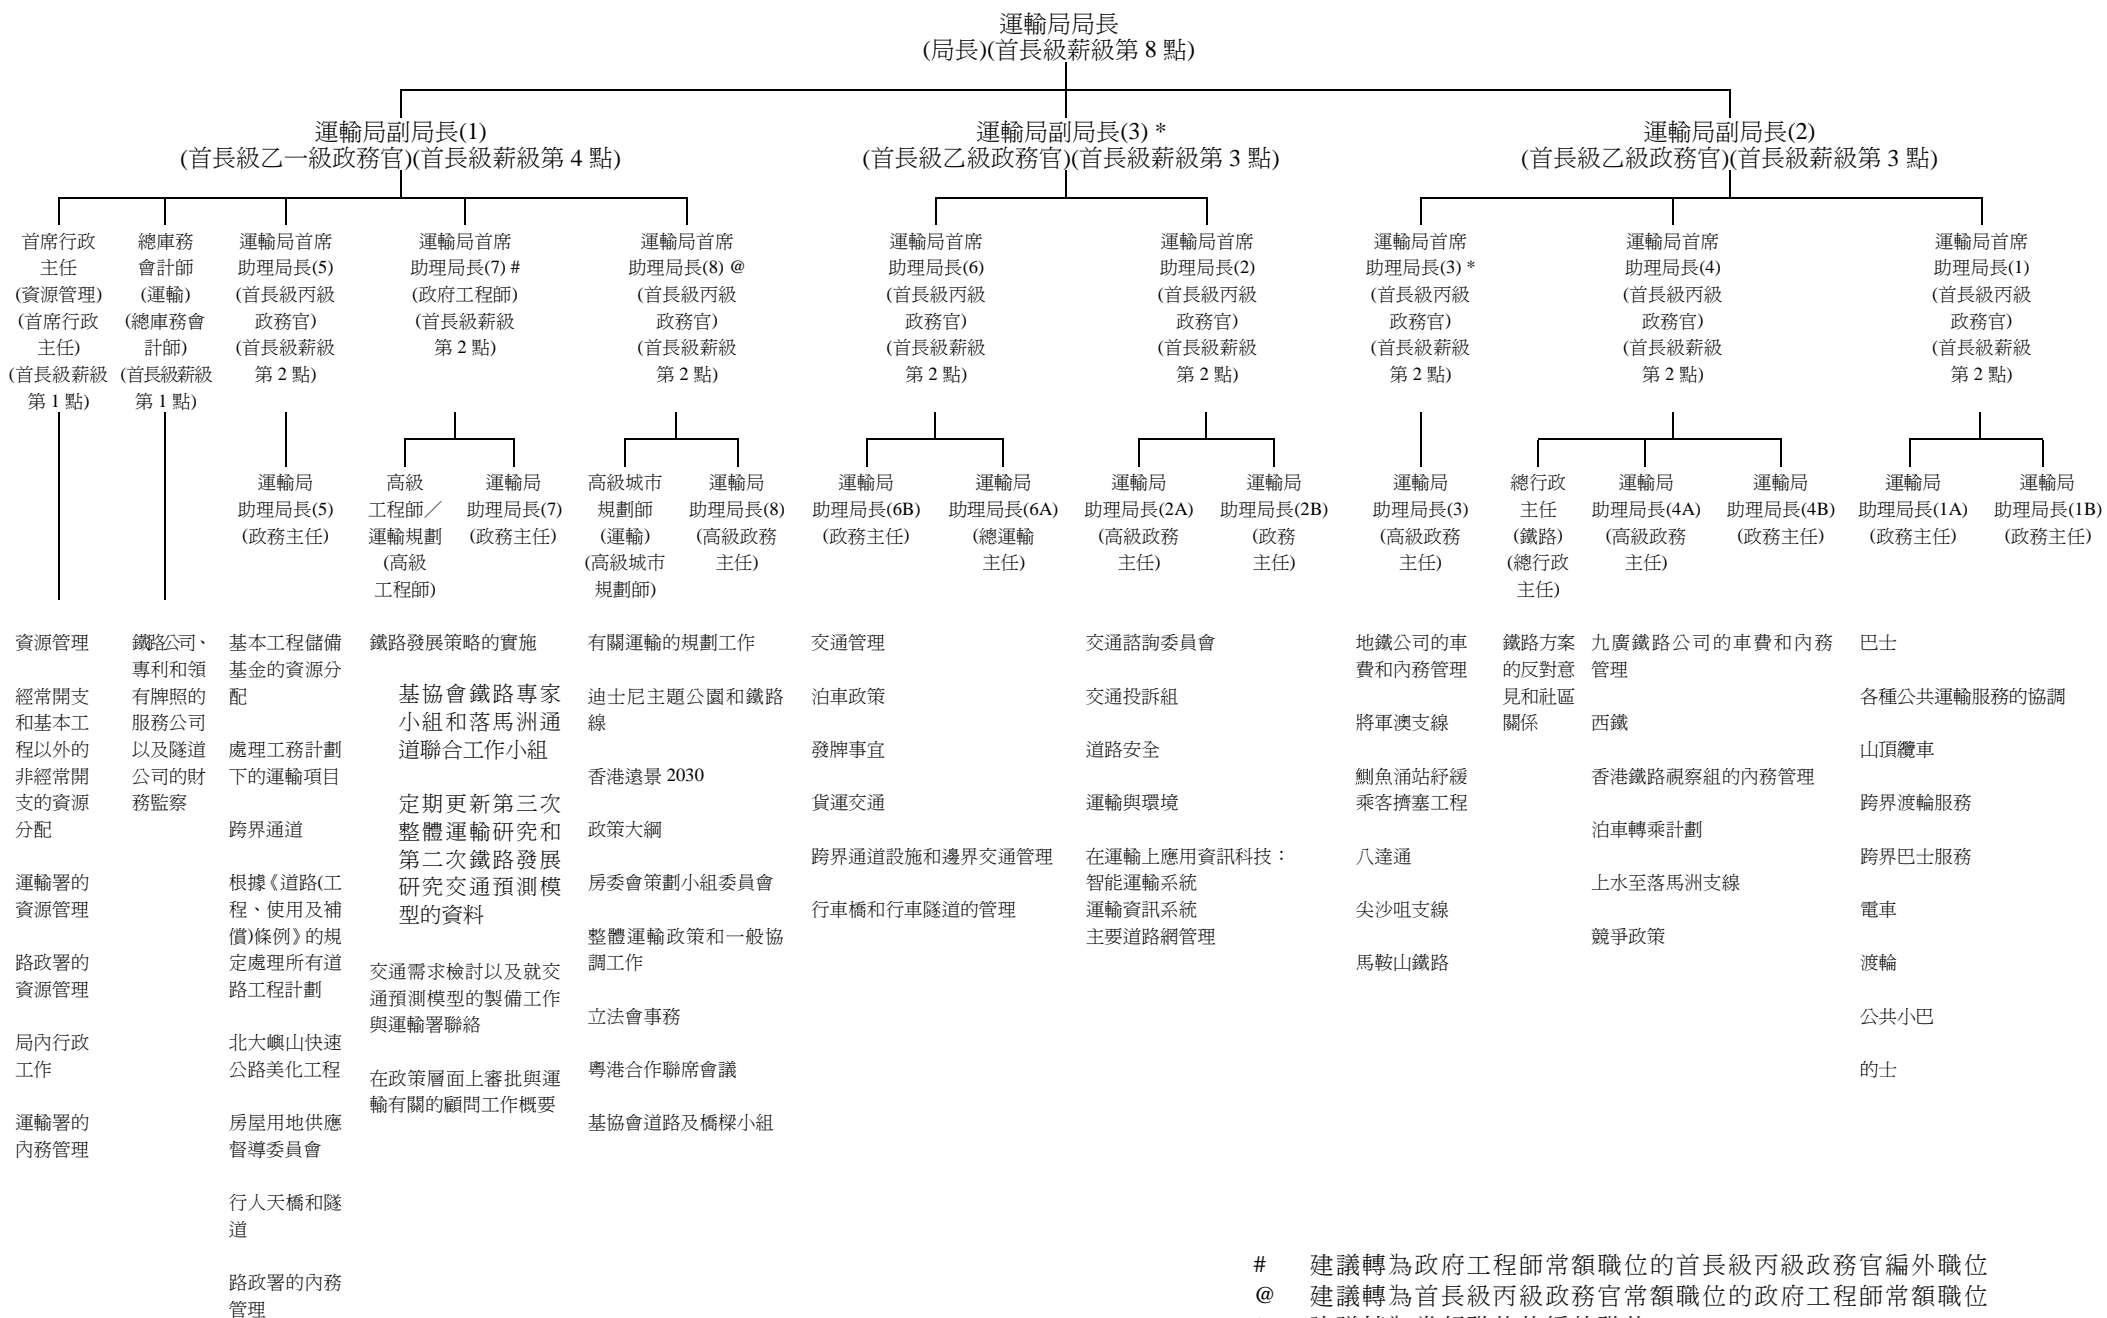 運輸局局長
(局長)(首長級薪級第 8 點)
運輸局副局長(1)
(首長級乙一級政務官)(首長級薪級第 4 點)
運輸局副局長(3) *
(首長級乙級政務官)(首長級薪級第 3 點)
運輸局副局長(2)
(首長級乙級政務官)(首長級薪級第 3 點)
首席行政
主任
(資源管理)
(首席行政
主任)
(首長級薪級
第 1 點)
總庫務
會計師
(運輸)
(總庫務會
計師)
(首長級薪級
第 1 點)
運輸局首席
助理局長(5)
(首長級丙級
政務官)
(首長級薪級
第 2 點)
運輸局首席
助理局長(7) #
(政府工程師)
(首長級薪級
第 2 點)
運輸局首席
助理局長(8) @
(首長級丙級
政務官)
(首長級薪級
第 2 點)
運輸局首席
助理局長(6)
(首長級丙級
政務官)
(首長級薪級
第 2 點)
運輸局首席
助理局長(2)
(首長級丙級
政務官)
(首長級薪級
第 2 點)
運輸局首席
助理局長(3) *
(首長級丙級
政務官)
(首長級薪級
第 2 點)
運輸局首席
助理局長(4)
(首長級丙級
政務官)
(首長級薪級
第 2 點)
運輸局首席
助理局長(1)
(首長級丙級
政務官)
(首長級薪級
第 2 點)
運輸局
助理局長(5)
(政務主任)
高級
工程師／
運輸規劃
(高級
工程師)
運輸局
助理局長(7)
(政務主任)
高級城市
規劃師
(運輸)
(高級城市
規劃師)
運輸局
助理局長(8)
(高級政務
主任)
運輸局
助理局長(6B)
(政務主任)
運輸局
助理局長(6A)
(總運輸
主任)
運輸局
助理局長(2A)
(高級政務
主任)
運輸局
助理局長(2B)
(政務
主任)
運輸局
助理局長(3)
(高級政務
主任)
總行政
主任
(鐵路)
(總行政
主任)
運輸局
助理局長(4A)
(高級政務
主任)
運輸局
助理局長(4B)
(政務主任)
運輸局
助理局長(1A)
(政務主任)
運輸局
助理局長(1B)
(政務主任)
資源管理
經常開支
和基本工
程以外的
非經常開
支的資源
分配
運輸署的
資源管理
路政署的
資源管理
局內行政
工作
運輸署的
內務管理
鐵路公司、
專利和領
有牌照的
服務公司
以及隧道
公司的財
務監察
基本工程儲備
基金的資源分
配
處理工務計劃
下的運輸項目
跨界通道
根據《道路(工
程、使用及補
償)條例》的規
定處理所有道
路工程計劃
北大嶼山快速
公路美化工程
房屋用地供應
督導委員會
行人天橋和隧
道
路政署的內務
管理
鐵路發展策略的實施
基協會鐵路專家
小組和落馬洲通
道聯合工作小組
定期更新第三次
整體運輸研究和
第二次鐵路發展
研究交通預測模
型的資料
交通需求檢討以及就交
通預測模型的製備工作
與運輸署聯絡
在政策層面上審批與運
輸有關的顧問工作概要
有關運輸的規劃工作
迪士尼主題公園和鐵路
線
香港遠景 2030
政策大綱
房委會策劃小組委員會
整體運輸政策和一般協
調工作
立法會事務
粵港合作聯席會議
基協會道路及橋樑小組
交通管理
泊車政策
發牌事宜
貨運交通
跨界通道設施和邊界交通管理
行車橋和行車隧道的管理
交通諮詢委員會
交通投訴組
道路安全
運輸與環境
在運輸上應用資訊科技：
智能運輸系統
運輸資訊系統
主要道路網管理
地鐵公司的車
費和內務管理
將軍澳支線
鰂魚涌站紓緩
乘客擠塞工程
八達通
尖沙咀支線
馬鞍山鐵路
鐵路方案
的反對意
見和社區
關係
九廣鐵路公司的車費和內務
管理
西鐵
香港鐵路視察組的內務管理
泊車轉乘計劃
上水至落馬洲支線
競爭政策
巴士
各種公共運輸服務的協調
山頂纜車
跨界渡輪服務
跨界巴士服務
電車
渡輪
公共小巴
的士
# 建議轉為政府工程師常額職位的首長級丙級政務官編外職位
@ 建議轉為首長級丙級政務官常額職位的政府工程師常額職位